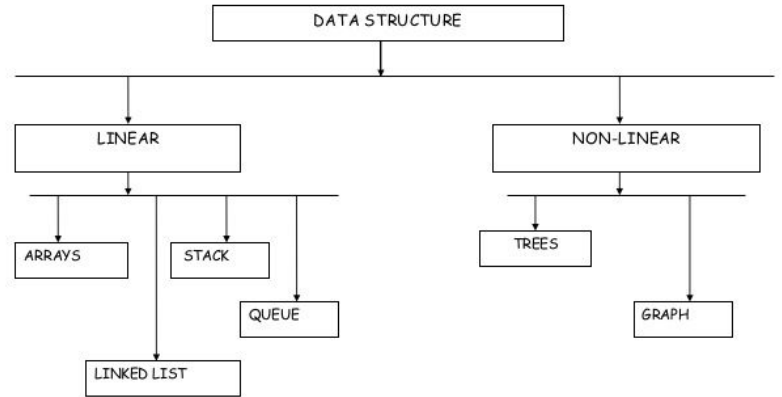 DATA STRUCTURE
LINEAR
NON-LINEAR
ARRAYS
STACK
TREES
QUEUE
GRAPH
LINKED LIST